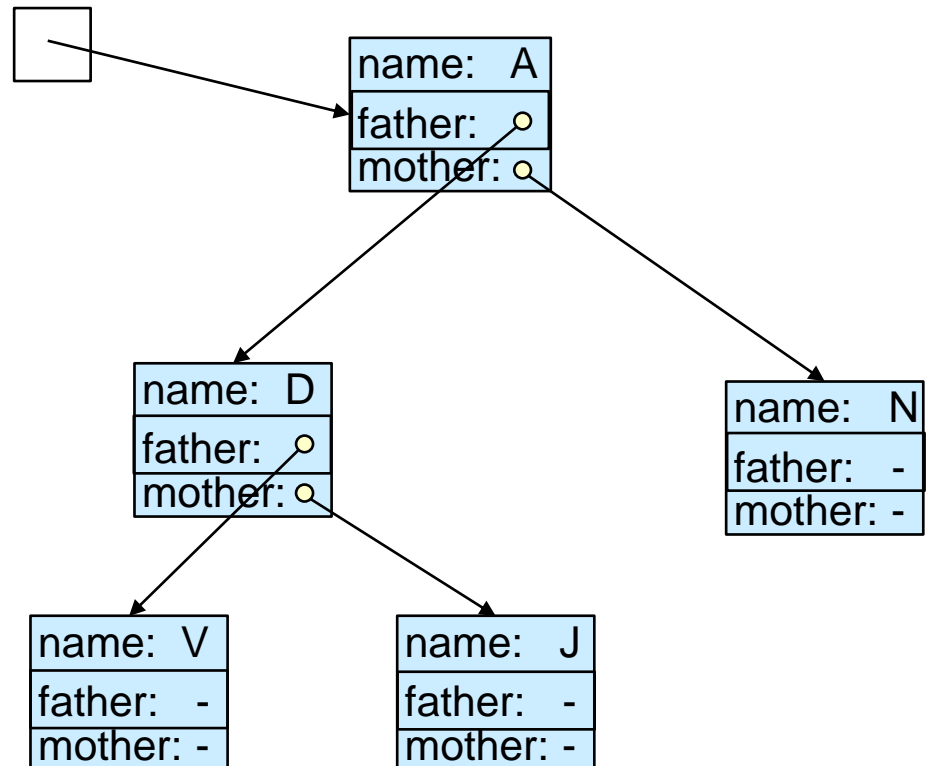 name: A
father:
mother:
name: D
father:
mother:
name: N
father: -
mother: -
name: V
father: -
mother: -
name: J
father: -
mother: -